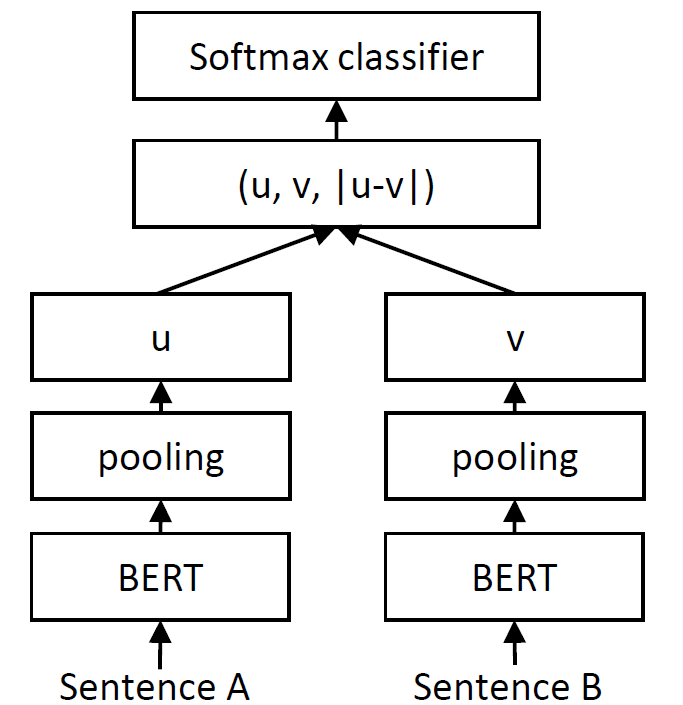 Softmax classifier
(u, v, |u-v|)
u
v
pooling
pooling
BERT
BERT
Sentence A
Sentence B